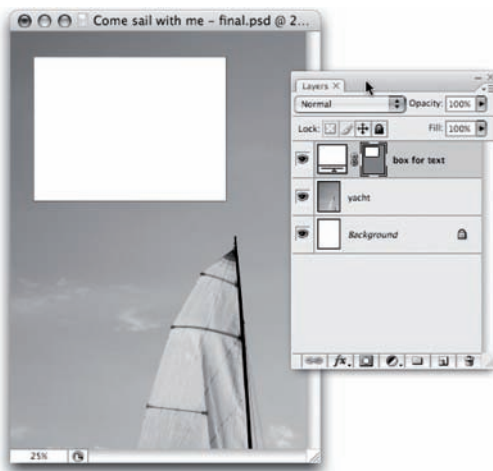 Come sail with me – final.psd @ 2...
Layers ×
Normal
Opacity: 100%
Lock:
Fill: 100%
box for text
yacht
Background
25%
fx.